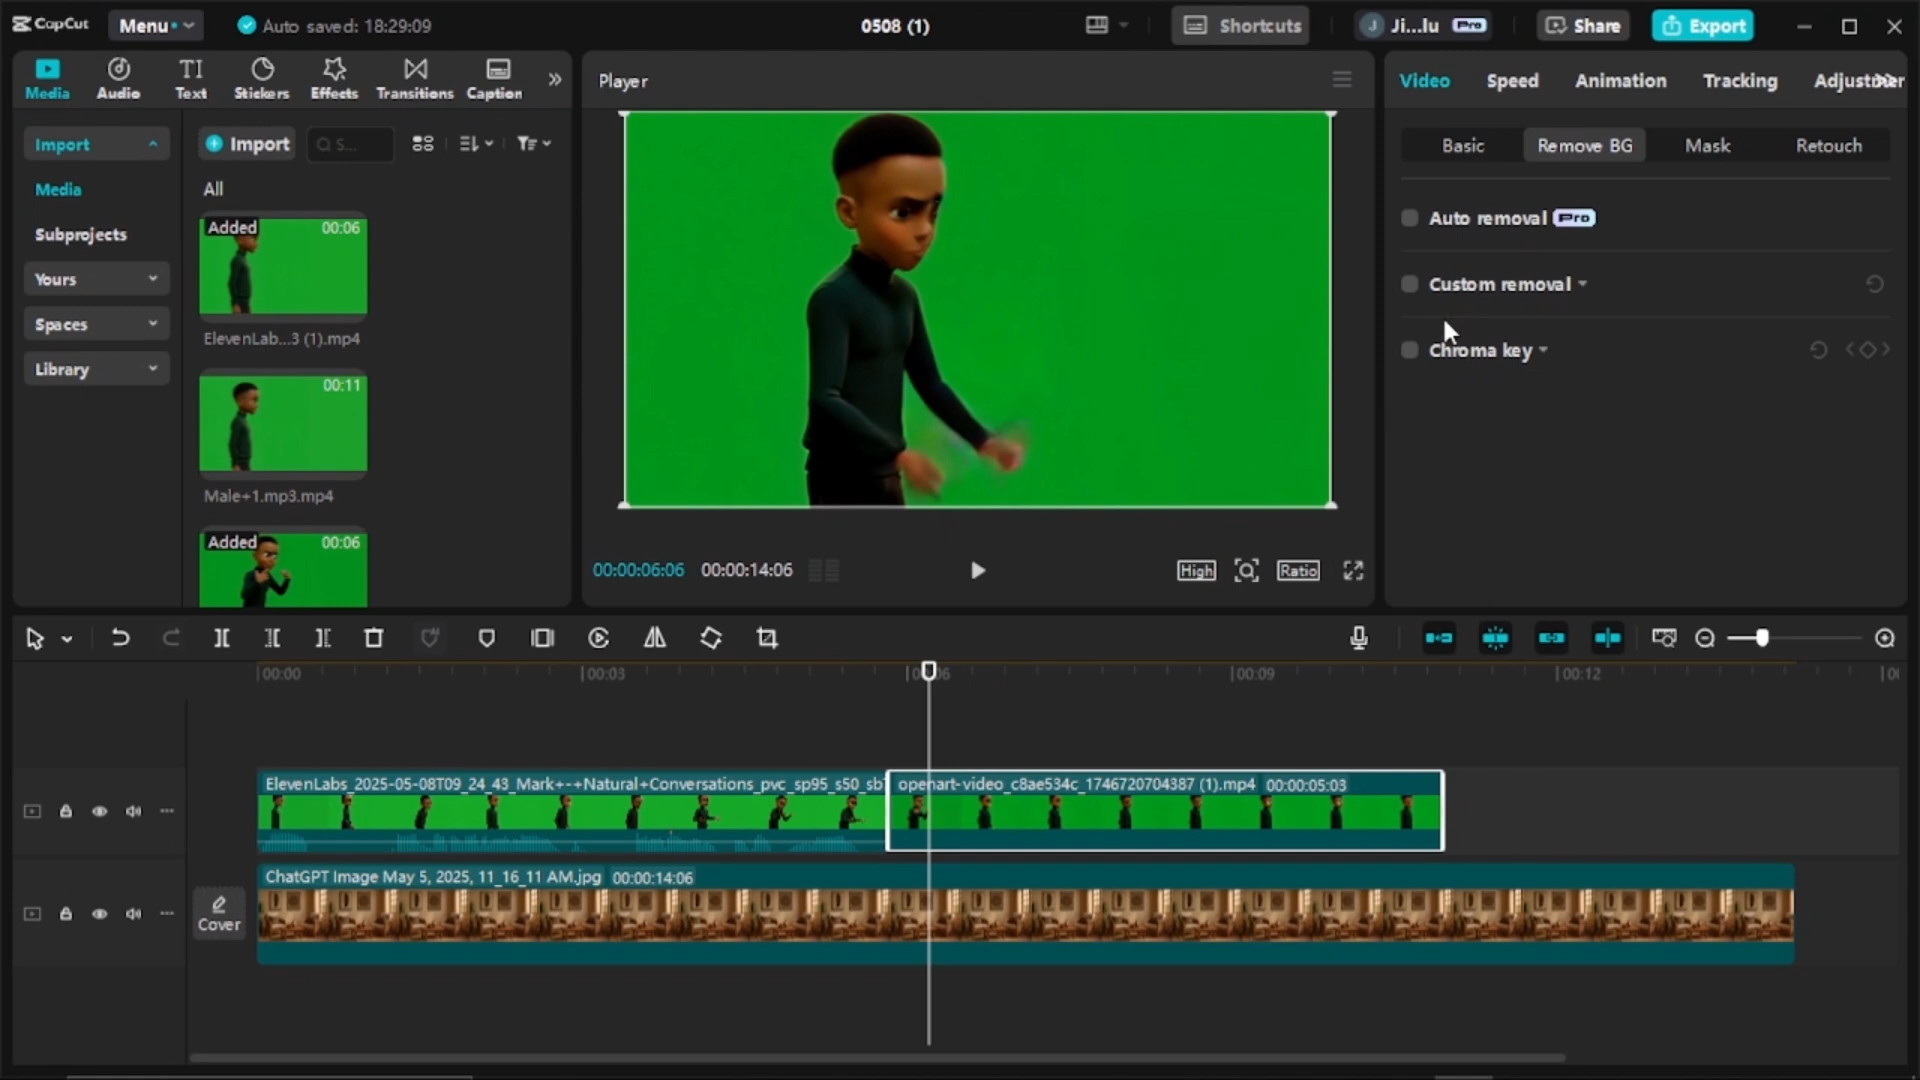 CapCut
Menu
Auto saved: 18:29:09
0508 (1)
Shortcuts
J
Ji...lu
Pro
Share
Export
Media
Audio
TI
Text
Stickers
Effects
Transitions
Caption
Import
Media
Subprojects
Yours
Spaces
Library
Import
S...
All
Added
00:06
ElevenLab...3 (1).mp4
00:11
Male+1.mp3.mp4
Added
00:06
Player
00:00:06:06
00:00:14:06
High
Ratio
Video
Speed
Animation
Tracking
Basic
Remove BG
Mask
Retouch
Auto removal
Pro
Custom removal
Chroma key
00:00
00:03
00:09
00:12
ElevenLabs_2025-05-08T09_24_43_Mark+-+Natural+Conversations_pvc_sp95_s50_sb
openart-video_c8ae534c_1746720704387 (1).mp4
00:00:05:03
Cover
ChatGPT Image May 5, 2025, 11_16_11 AM.jpg
00:00:14:06